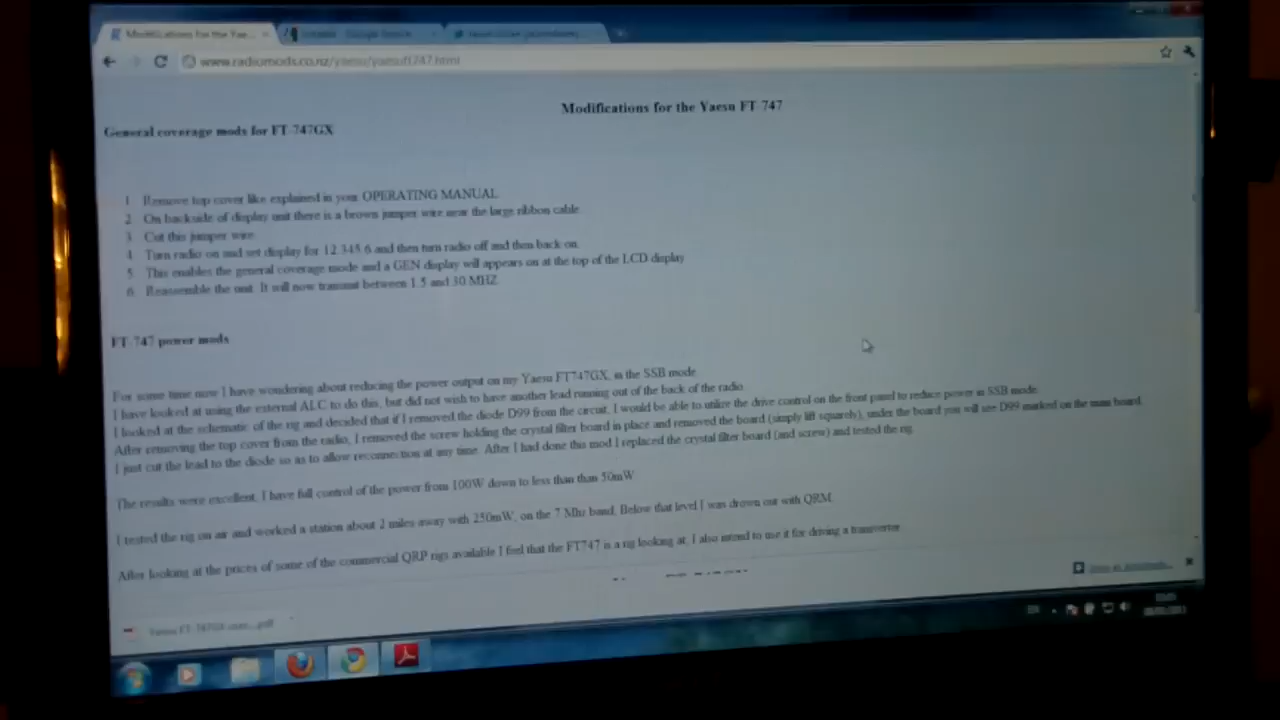 Modifications for the Yae...
www.radiomods.co.nz/yaesu/yaesuft747.html
Modifications for the Yaesu FT-747
General coverage mods for FT-747GX
1. Remove top cover like explained in your OPERATING MANUAL
2. On backside of display unit there is a brown jumper wire near the large ribbon cable.
3. Cut this jumper wire.
4. Turn radio on and set display for 12.345.6 and then turn radio off and then back on.
5. This enables the general coverage mode and a GEN display will appears on at the top of the LCD display
6. Reassemble the unit. It will now transmit between 1.5 and 30 MHZ
FT-747 power mods
For some time now I have wondering about reducing the power output on my Yaesu FT747GX, in the SSB mode.
I have looked at using the external ALC to do this, but did not wish to have another lead running out of the back of the radio.
I looked at the schematic of the rig and decided that if I removed the diode D99 from the circuit, I would be able to utilize the drive control on the front panel to reduce power in SSB mode.
After removing the top cover from the radio, I removed the screw holding the crystal filter board in place and removed the board (simply lift squarely), under the board you will see D99 marked on the main board.
I just cut the lead to the diode so as to allow reconnection at any time. After I had done this mod I replaced the crystal filter board (and screw) and tested the rig.
The results were excellent. I have full control of the power from 100W down to less than than 50mW
I tested the rig on air and worked a station about 2 miles away with 250mW, on the 7 Mhz band. Below that level I was drown out with QRM.
After looking at the prices of some of the commercial QRP rigs available I feel that the FT747 is a rig looking at, I also intend to use it for driving a transvertor.
Yaesu FT-747GX ....pdf